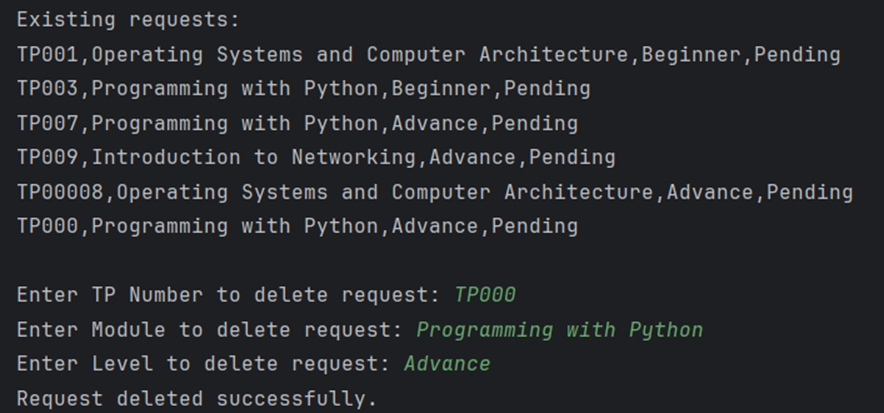 Existing requests:
TP001,Operating Systems and Computer Architecture,Beginner,Pending
TP003,Programming with Python,Beginner,Pending
TP007,Programming with Python,Advance,Pending
TP009,Introduction to Networking,Advance,Pending
TP00008,Operating Systems and Computer Architecture,Advance,Pending
TP000,Programming with Python,Advance,Pending
Enter TP Number to delete request: TP000
Enter Module to delete request: Programming with Python
Enter Level to delete request: Advance
Request deleted successfully.